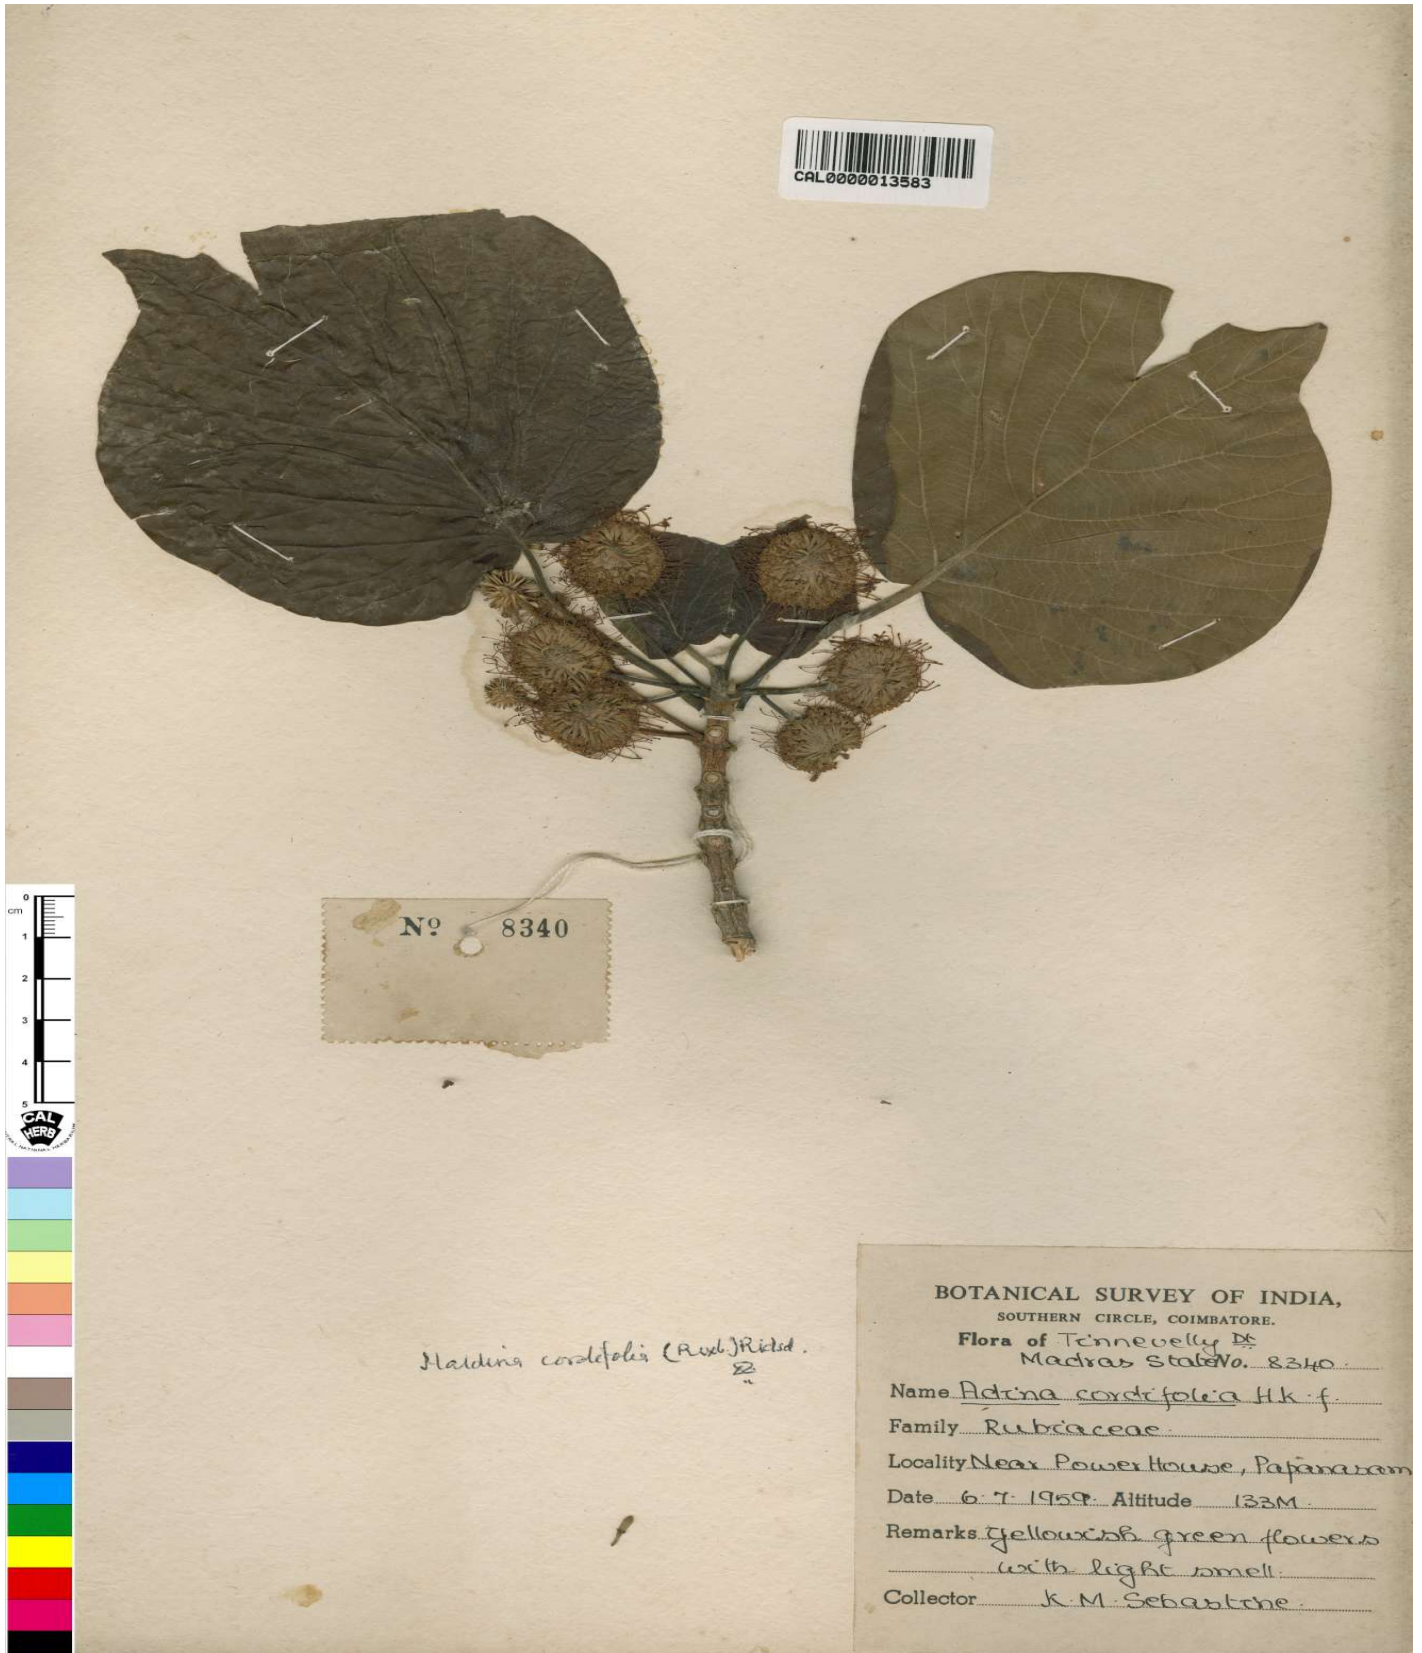 CAL0000013583
Nº 8340
0
cm
1
2
3
4
5
CAL
HERB
Haldina cordifolia (Roxb.) Ridsd.
BOTANICAL SURVEY OF INDIA,
SOUTHERN CIRCLE, COIMBATORE.
Flora of Tinnevelly Dt
Madras State No. 8340
Name Adina cordifolia Hk. f.
Family Rubiaceae
Locality Near Power House, Papanasam
Date 6.7.1959. Altitude 133M.
Remarks Yellowish green flowers
with light smell.
Collector K. M. Sebastine